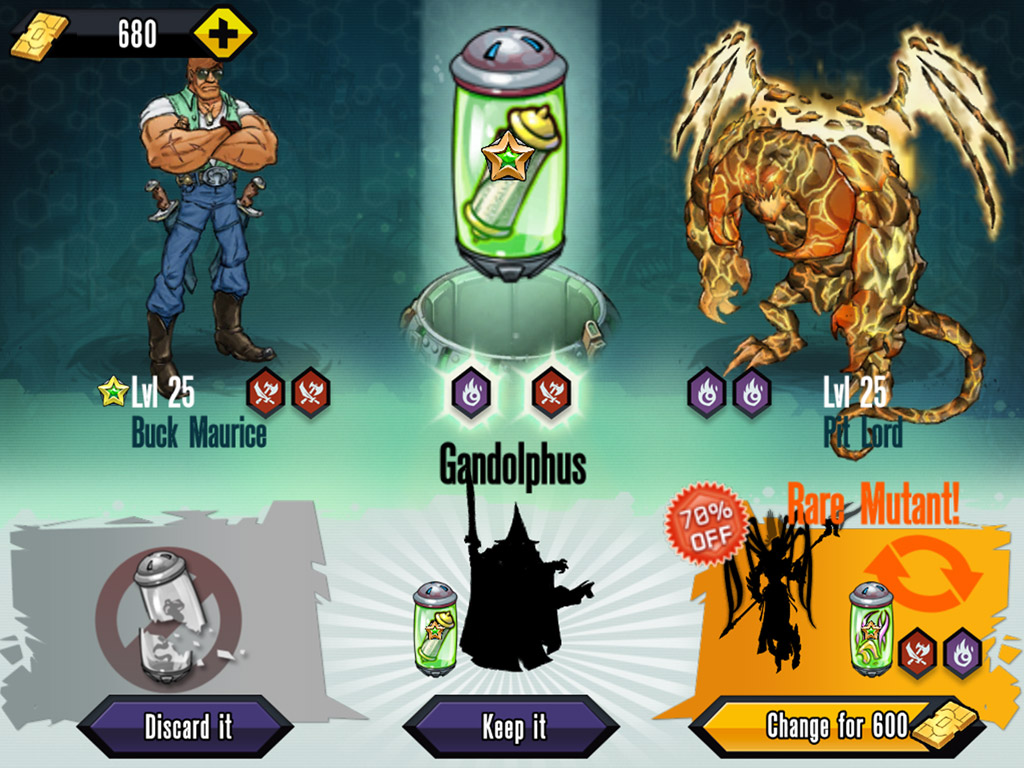 680
Lvl 25
Buck Maurice
Gandolphus
Lvl 25
Pit Lord
70% OFF
Rare Mutant!
Discard it
Keep it
Change for 600